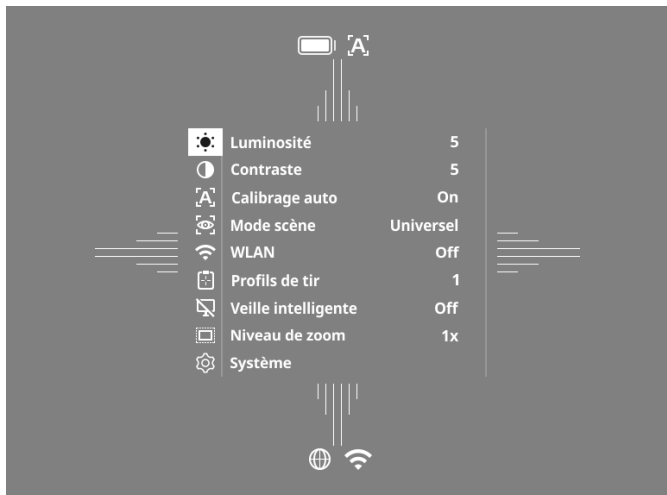 [A]
Luminosité 5
Contraste 5
[A] Calibrage auto On
Mode scène Universel
WLAN Off
Profils de tir 1
Veille intelligente Off
Niveau de zoom 1x
Système